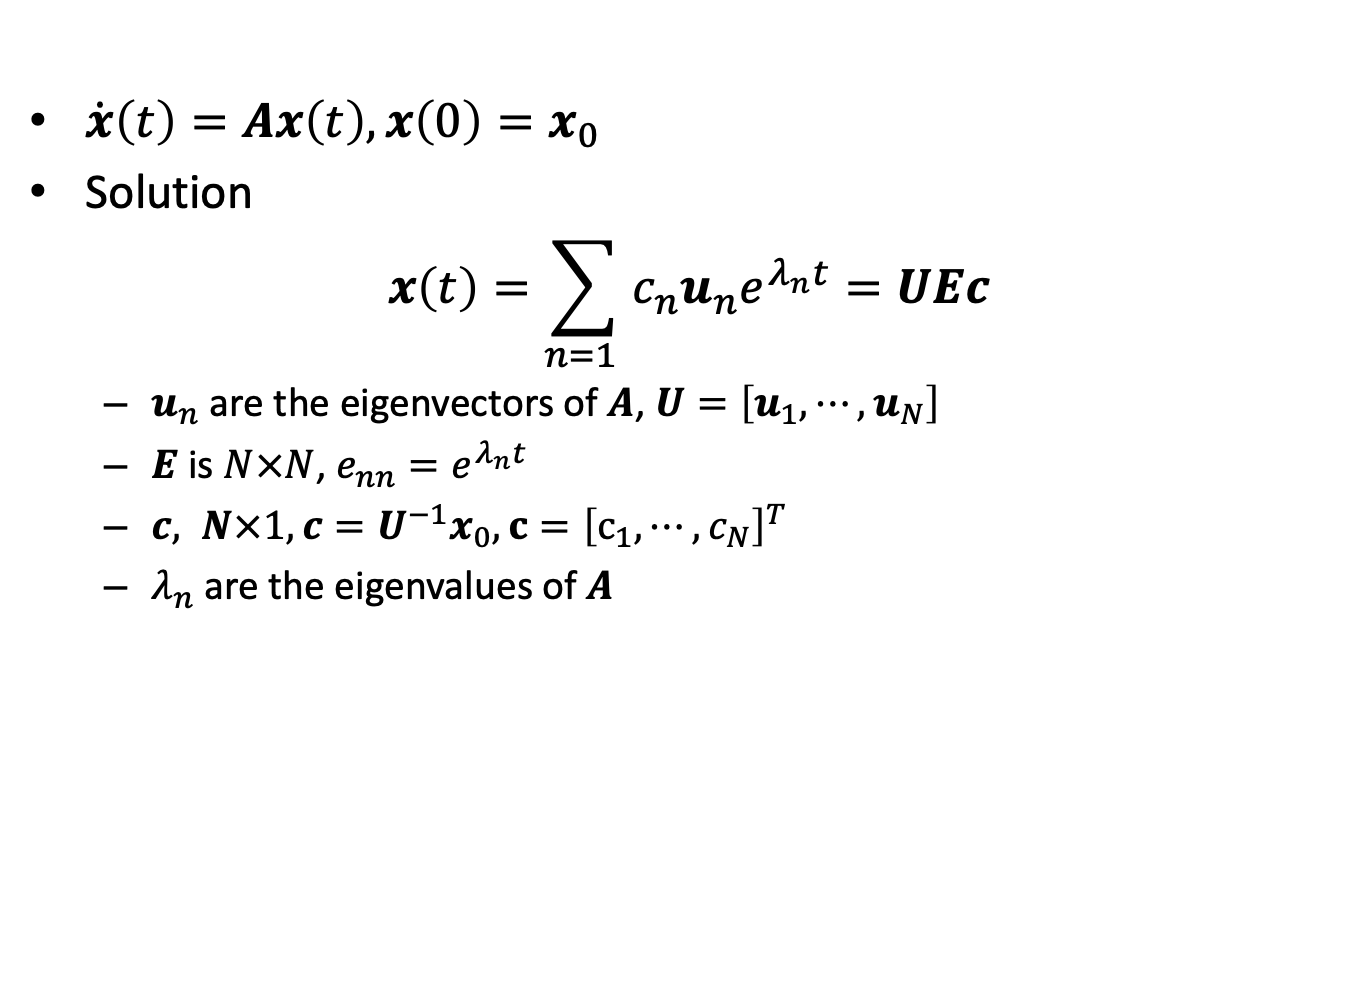 • ẋ(t) = Ax(t), x(0) = x₀
• Solution
x(t) = ∑ₙ₌₁ cₙuₙe^{λₙt} = UEc
– uₙ are the eigenvectors of A, U = [u₁, ⋯ , u_N]
– E is N×N, eₙₙ = e^{λₙt}
– c, N×1, c = U⁻¹x₀, c = [c₁, ⋯ , c_N]ᵀ
– λₙ are the eigenvalues of A